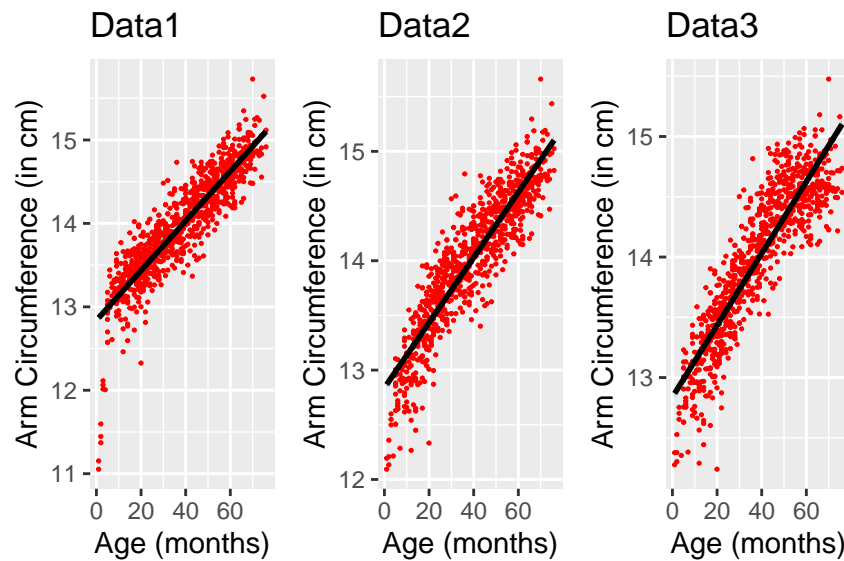 Data1
Data2
Data3
Arm Circumference (in cm)
15
14
13
12
11
0 20 40 60
Age (months)
Arm Circumference (in cm)
15
14
13
12
0 20 40 60
Age (months)
Arm Circumference (in cm)
15
14
13
0 20 40 60
Age (months)